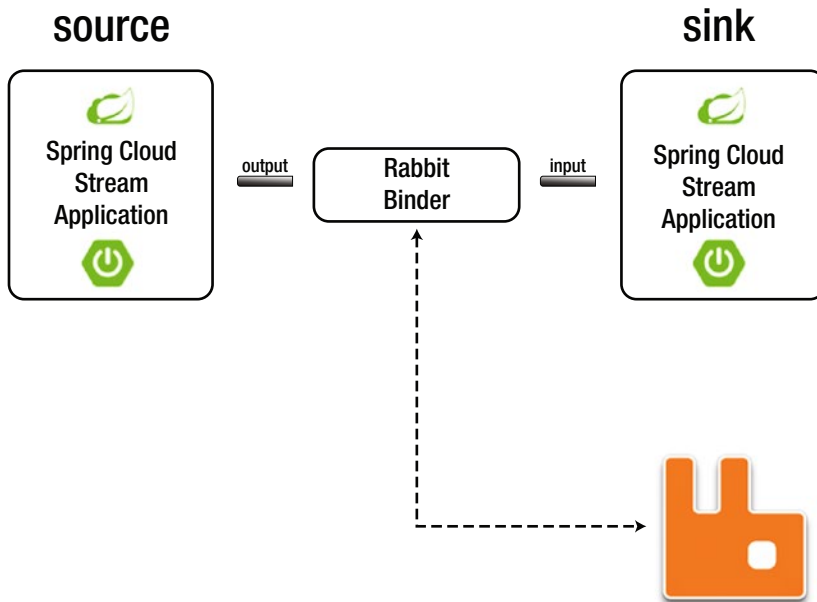 source
sink
Spring Cloud
Stream
Application
output
Rabbit
Binder
input
Spring Cloud
Stream
Application